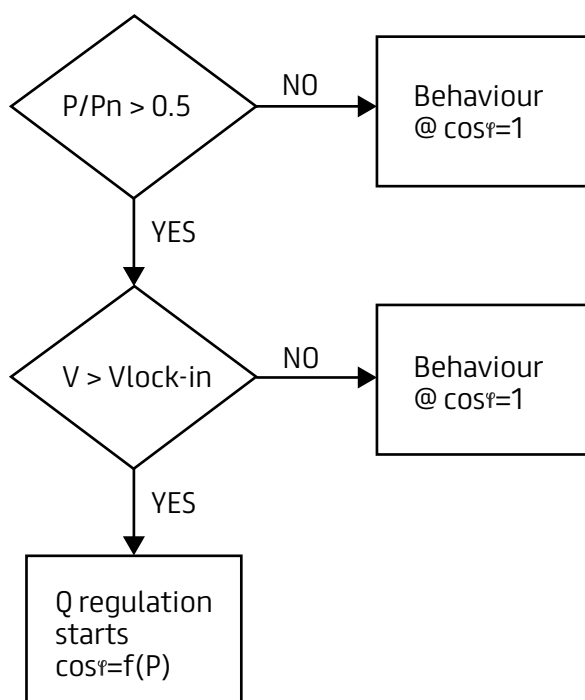 P/Pn > 0.5
NO
Behaviour
@ cosφ=1
YES
V > Vlock-in
NO
Behaviour
@ cosφ=1
YES
Q regulation
starts
cosφ=f(P)